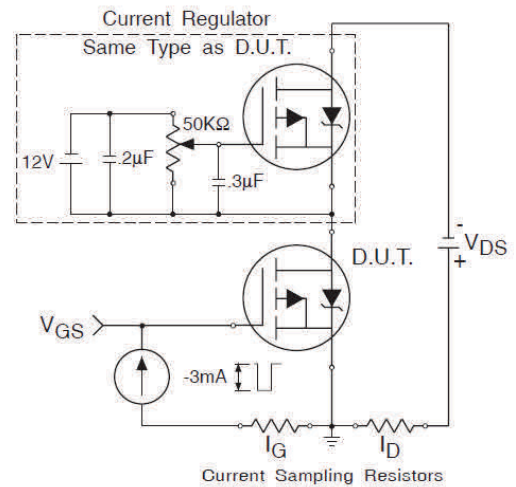 Current Regulator
Same Type as D.U.T.
50KΩ
12V
.2μF
.3μF
D.U.T.
-
VDS
+
VGS
-3mA
IG
ID
Current Sampling Resistors